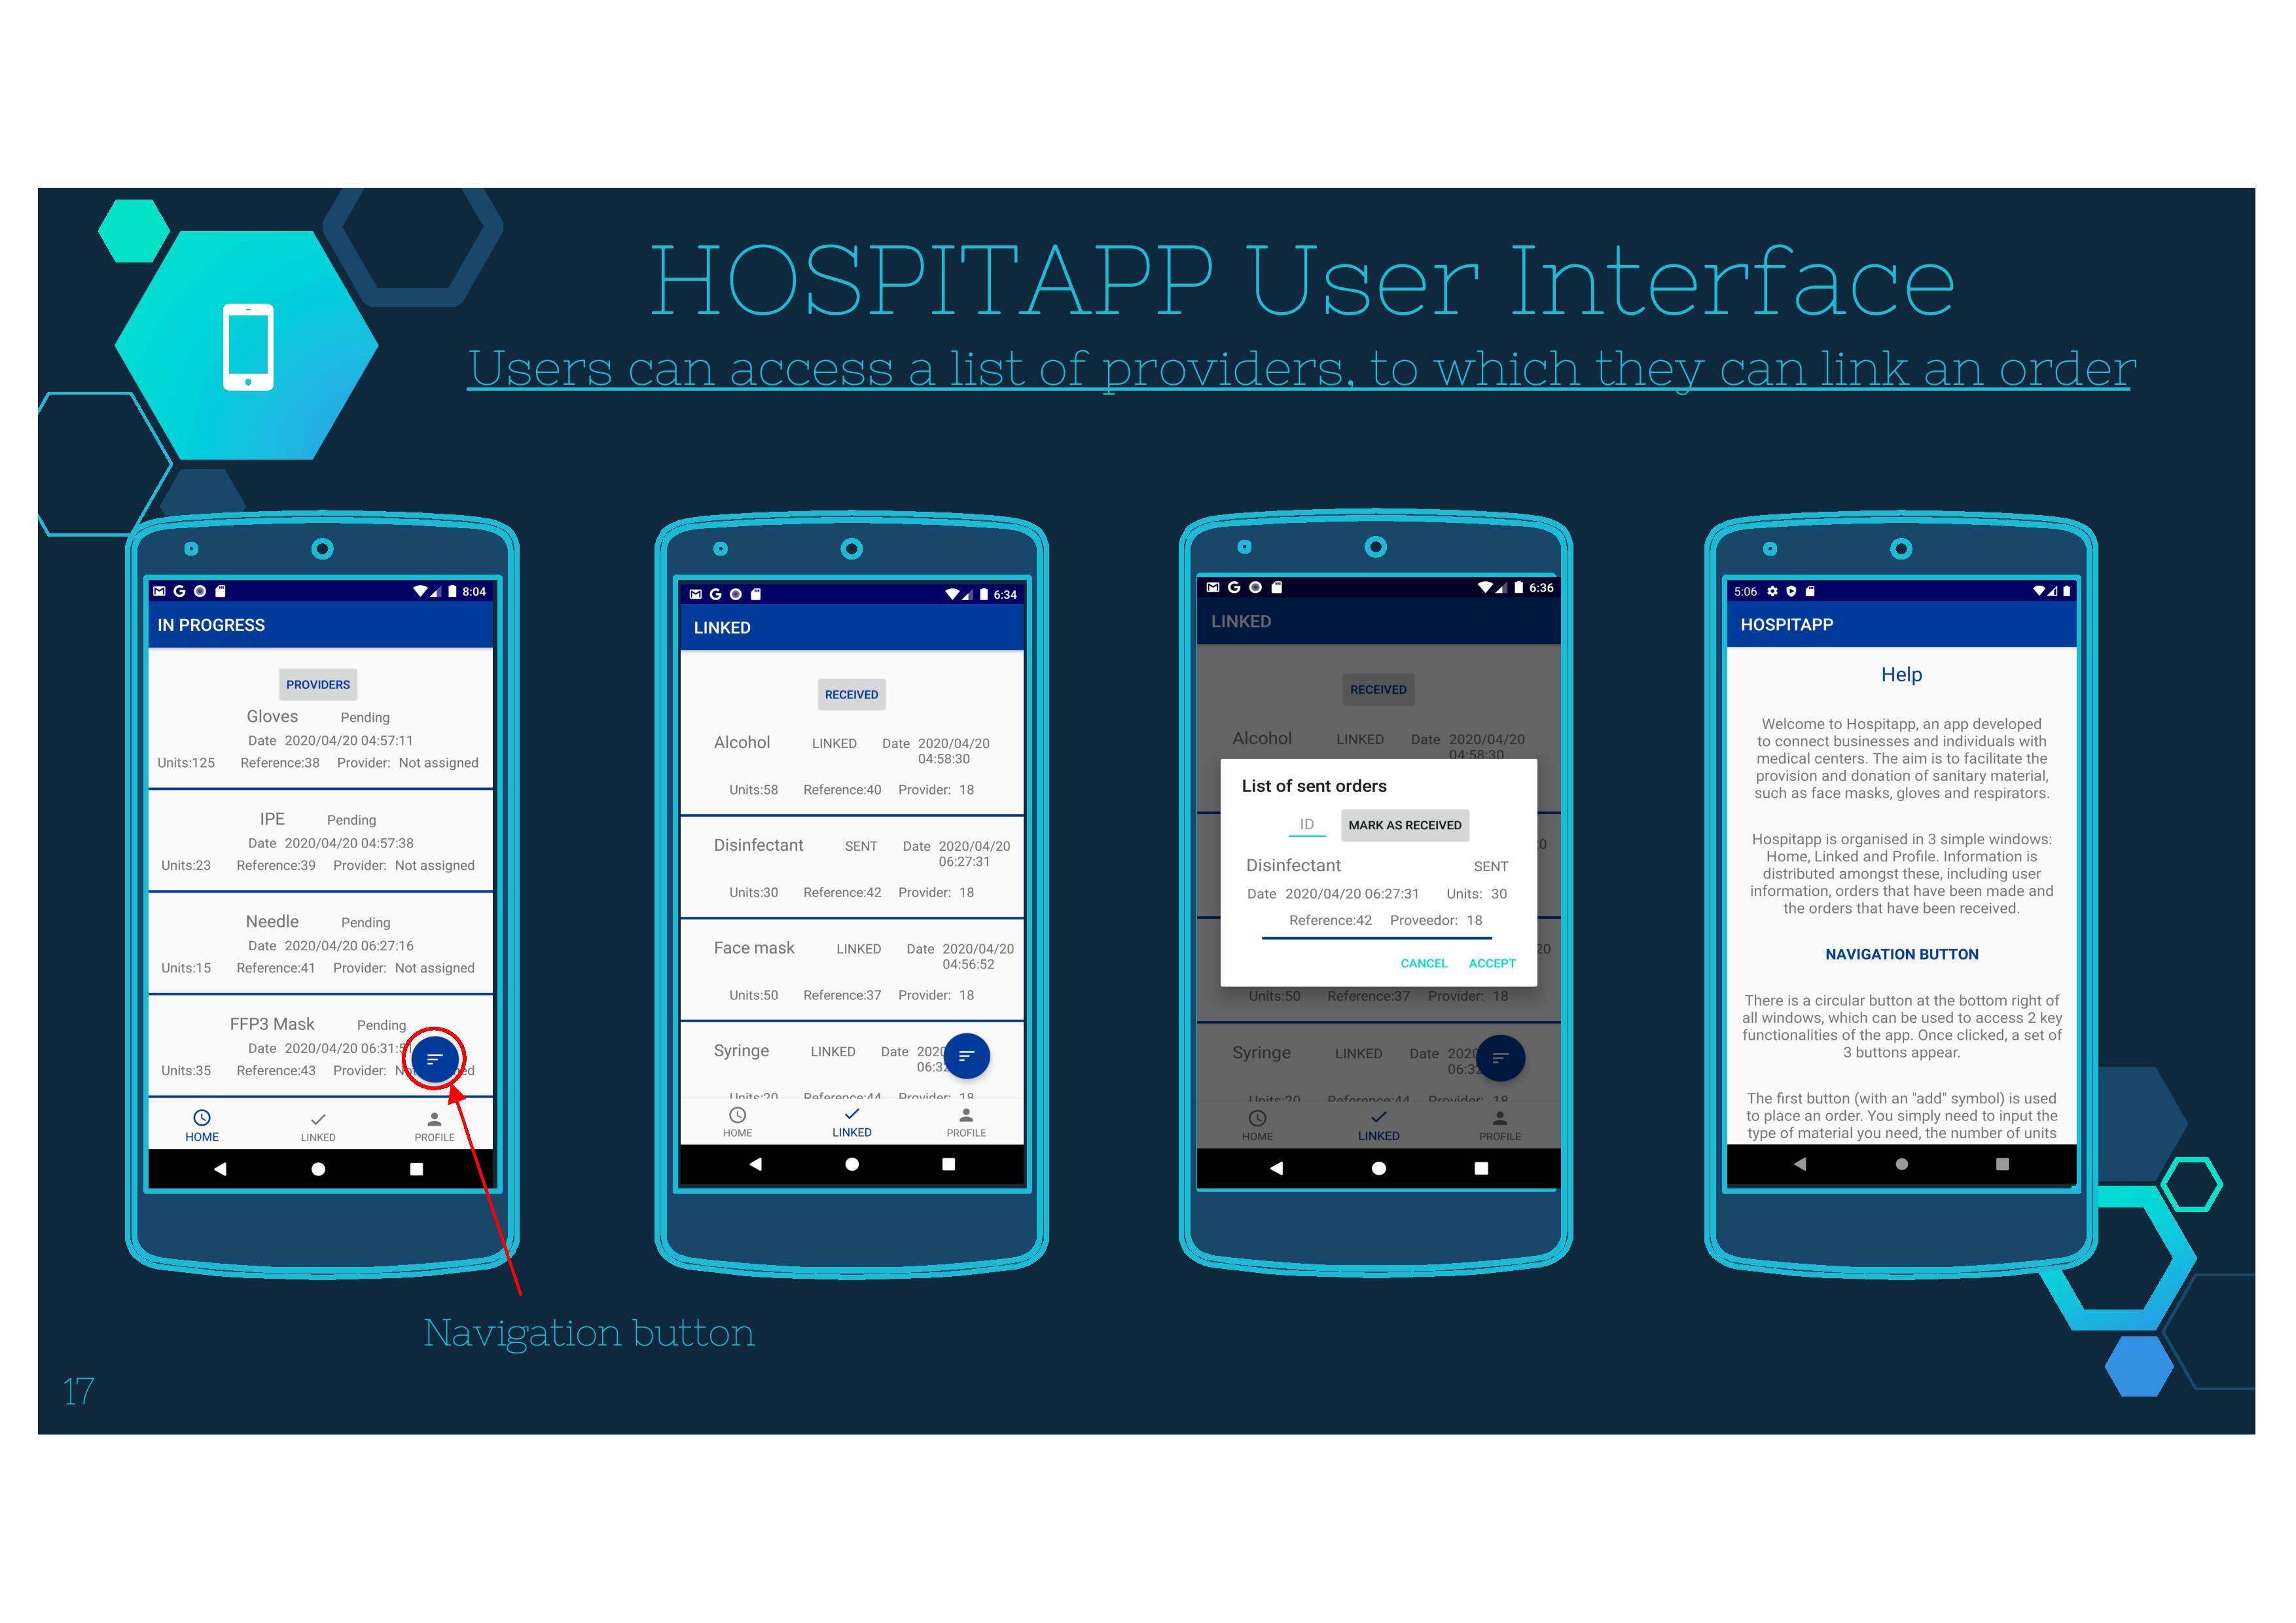 HOSPITAPP User Interface
Users can access a list of providers, to which they can link an order
8:04
IN PROGRESS
PROVIDERS
Gloves Pending
Date 2020/04/20 04:57:11
Units:125 Reference:38 Provider: Not assigned
IPE Pending
Date 2020/04/20 04:57:38
Units:23 Reference:39 Provider: Not assigned
Needle Pending
Date 2020/04/20 06:27:16
Units:15 Reference:41 Provider: Not assigned
FFP3 Mask Pending
Date 2020/04/20 06:31:51
Units:35 Reference:43 Provider:
HOME LINKED PROFILE
6:34
LINKED
RECEIVED
Alcohol LINKED Date 2020/04/20
04:58:30
Units:58 Reference:40 Provider: 18
Disinfectant SENT Date 2020/04/20
06:27:31
Units:30 Reference:42 Provider: 18
Face mask LINKED Date 2020/04/20
04:56:52
Units:50 Reference:37 Provider: 18
Syringe LINKED Date 202
06:32
Units:20 Reference:44 Provider: 18
HOME LINKED PROFILE
6:36
LINKED
RECEIVED
Alcohol LINKED Date 2020/04/20
04:58:30
List of sent orders
ID MARK AS RECEIVED
Disinfectant SENT
Date 2020/04/20 06:27:31 Units: 30
Reference:42 Proveedor: 18
CANCEL ACCEPT
Units:50 Reference:37 Provider: 18
Syringe LINKED Date 202
06:32
Units:20 Reference:44 Provider: 18
HOME LINKED PROFILE
5:06
HOSPITAPP
Help
Welcome to Hospitapp, an app developed
to connect businesses and individuals with
medical centers. The aim is to facilitate the
provision and donation of sanitary material,
such as face masks, gloves and respirators.
Hospitapp is organised in 3 simple windows:
Home, Linked and Profile. Information is
distributed amongst these, including user
information, orders that have been made and
the orders that have been received.
NAVIGATION BUTTON
There is a circular button at the bottom right of
all windows, which can be used to access 2 key
functionalities of the app. Once clicked, a set of
3 buttons appear.
The first button (with an "add" symbol) is used
to place an order. You simply need to input the
type of material you need, the number of units
Navigation button
17